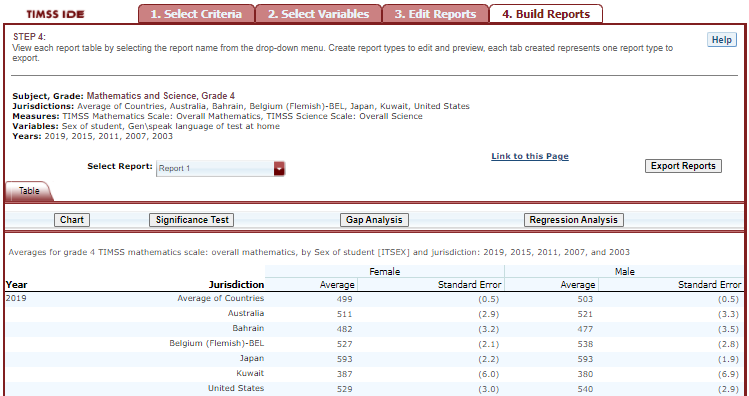 TIMSS IDE
1. Select Criteria 2. Select Variables 3. Edit Reports 4. Build Reports
STEP 4:
View each report table by selecting the report name from the drop-down menu. Create report types to edit and preview, each tab created represents one report type to
export.
Help
Subject, Grade: Mathematics and Science, Grade 4
Jurisdictions: Average of Countries, Australia, Bahrain, Belgium (Flemish)-BEL, Japan, Kuwait, United States
Measures: TIMSS Mathematics Scale: Overall Mathematics, TIMSS Science Scale: Overall Science
Variables: Sex of student, Gen\speak language of test at home
Years: 2019, 2015, 2011, 2007, 2003
Link to this Page
Select Report: Report 1 Export Reports
Table
Chart Significance Test Gap Analysis Regression Analysis
Averages for grade 4 TIMSS mathematics scale: overall mathematics, by Sex of student [ITSEX] and jurisdiction: 2019, 2015, 2011, 2007, and 2003
Female Male
Year Jurisdiction Average Standard Error Average Standard Error
2019 Average of Countries 499 (0.5) 503 (0.5)
Australia 511 (2.9) 521 (3.3)
Bahrain 482 (3.2) 477 (3.5)
Belgium (Flemish)-BEL 527 (2.1) 538 (2.8)
Japan 593 (2.2) 593 (1.9)
Kuwait 387 (6.0) 380 (6.9)
United States 529 (3.0) 540 (2.9)